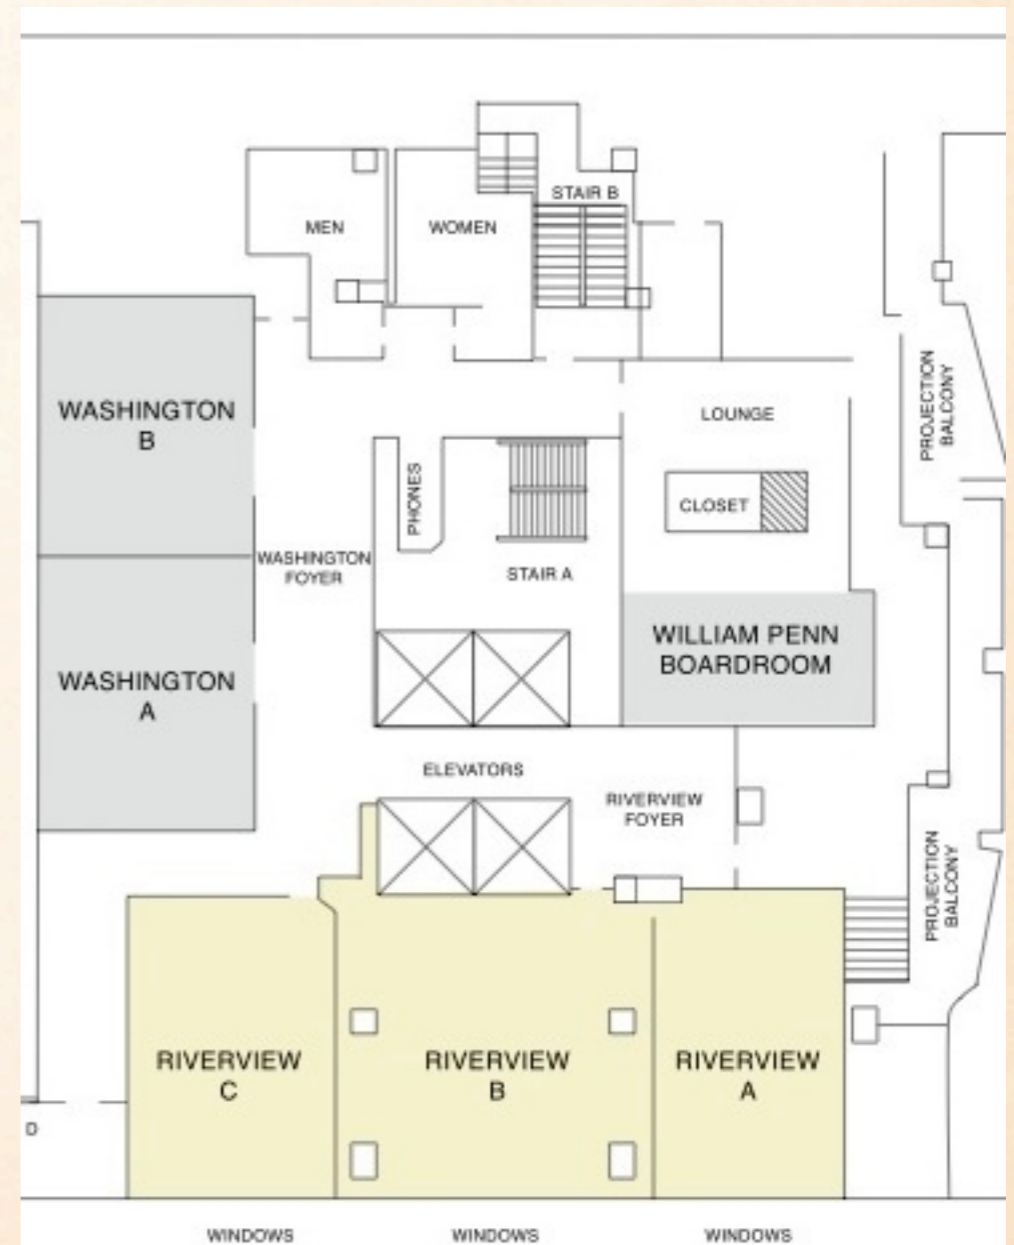 STAIR B
MEN
WOMEN
PROJECTION
BALCONY
WASHINGTON
B
LOUNGE
PHONES
CLOSET
WASHINGTON
FOYER
STAIR A
WILLIAM PENN
BOARDROOM
WASHINGTON
A
ELEVATORS
RIVERVIEW
FOYER
PROJECTION
BALCONY
RIVERVIEW
C
RIVERVIEW
B
RIVERVIEW
A
D
WINDOWS
WINDOWS
WINDOWS